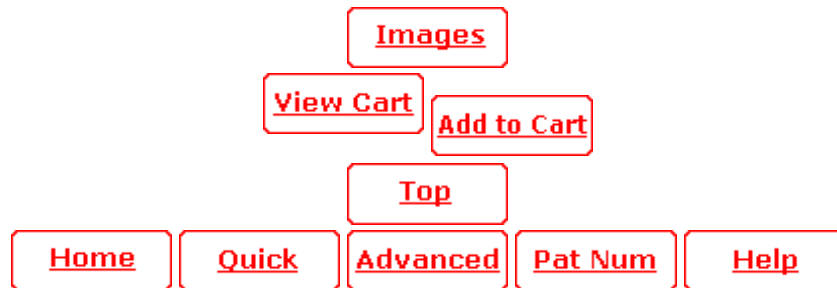 Images
View Cart
Add to Cart
Top
Home Quick Advanced Pat Num Help